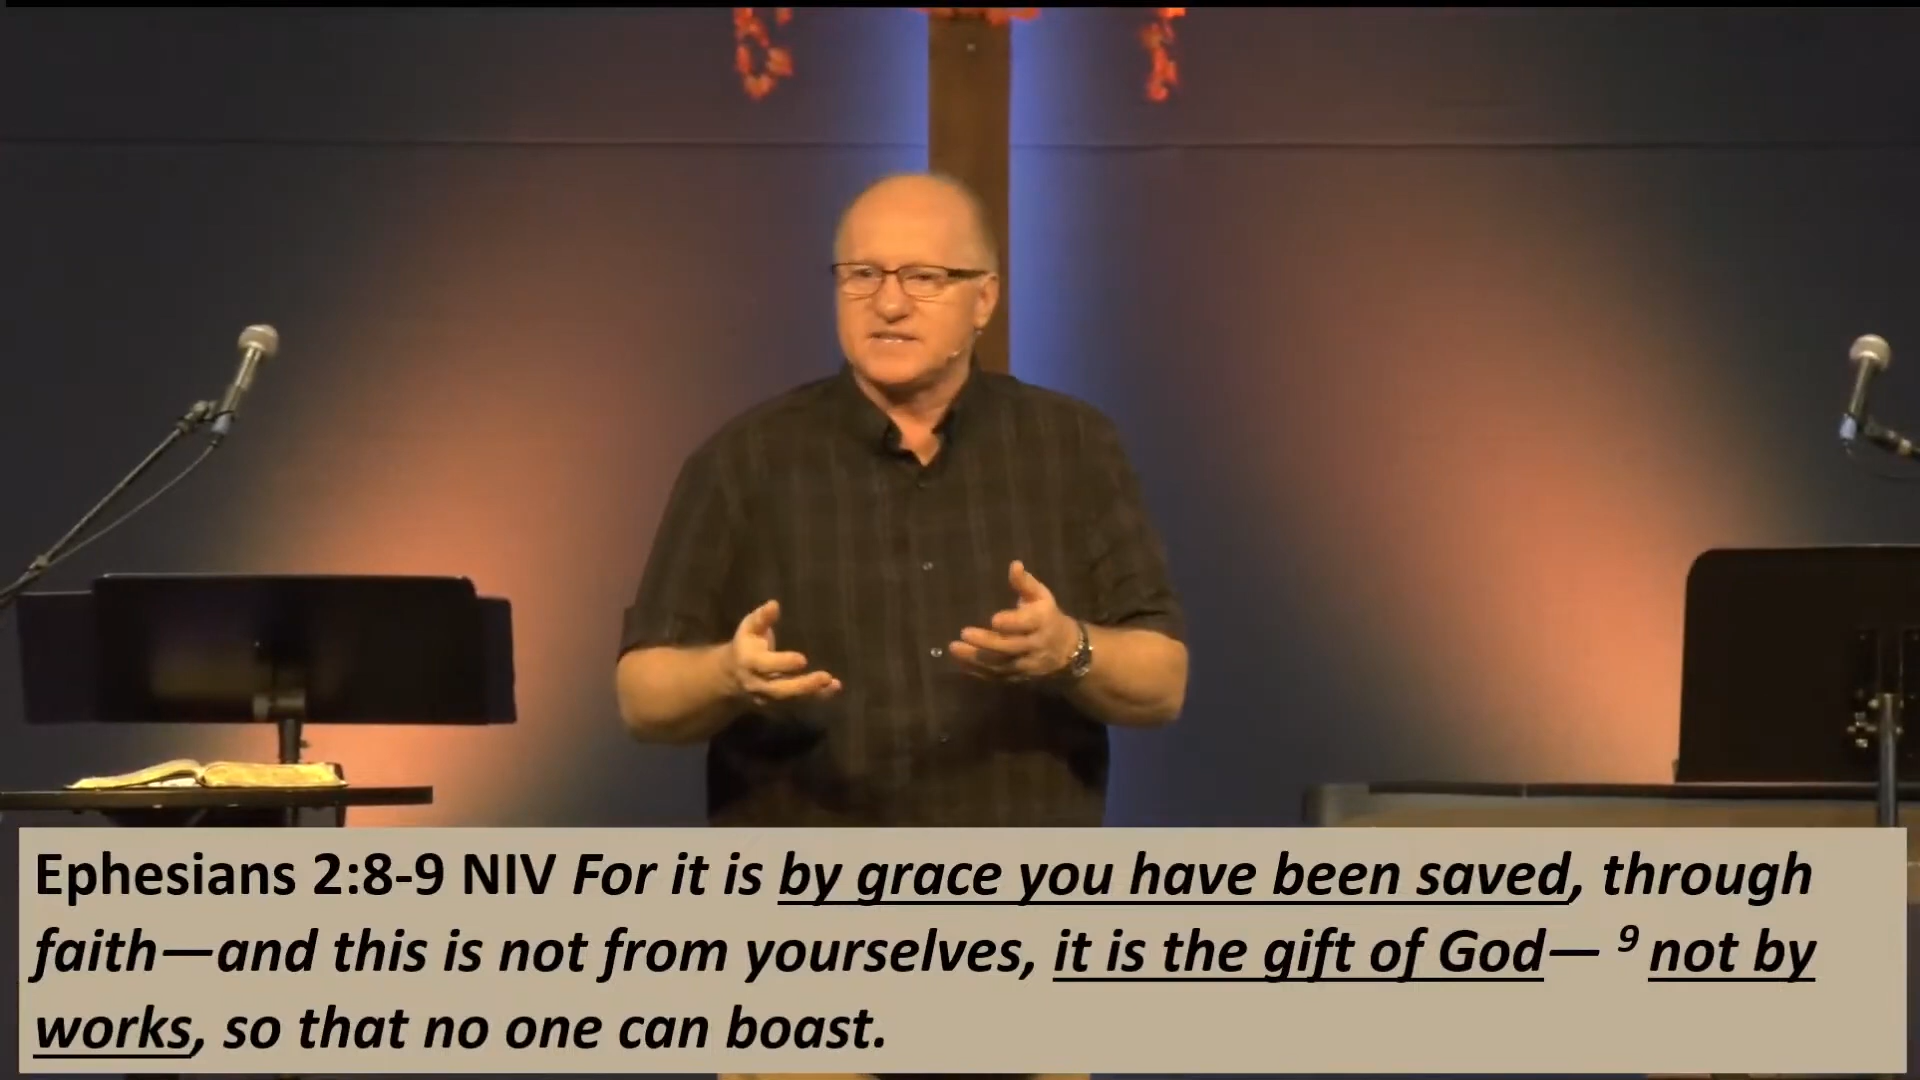 Ephesians 2:8-9 NIV For it is by grace you have been saved, through
faith—and this is not from yourselves, it is the gift of God— ⁹ not by
works, so that no one can boast.